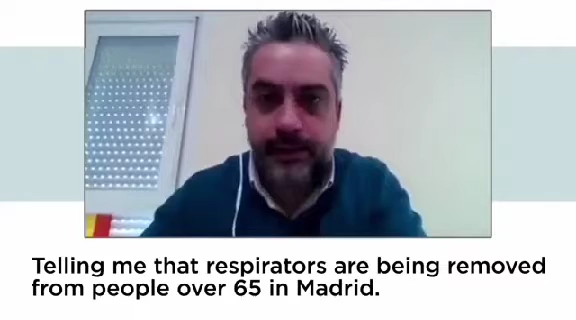 Telling me that respirators are being removed
from people over 65 in Madrid.